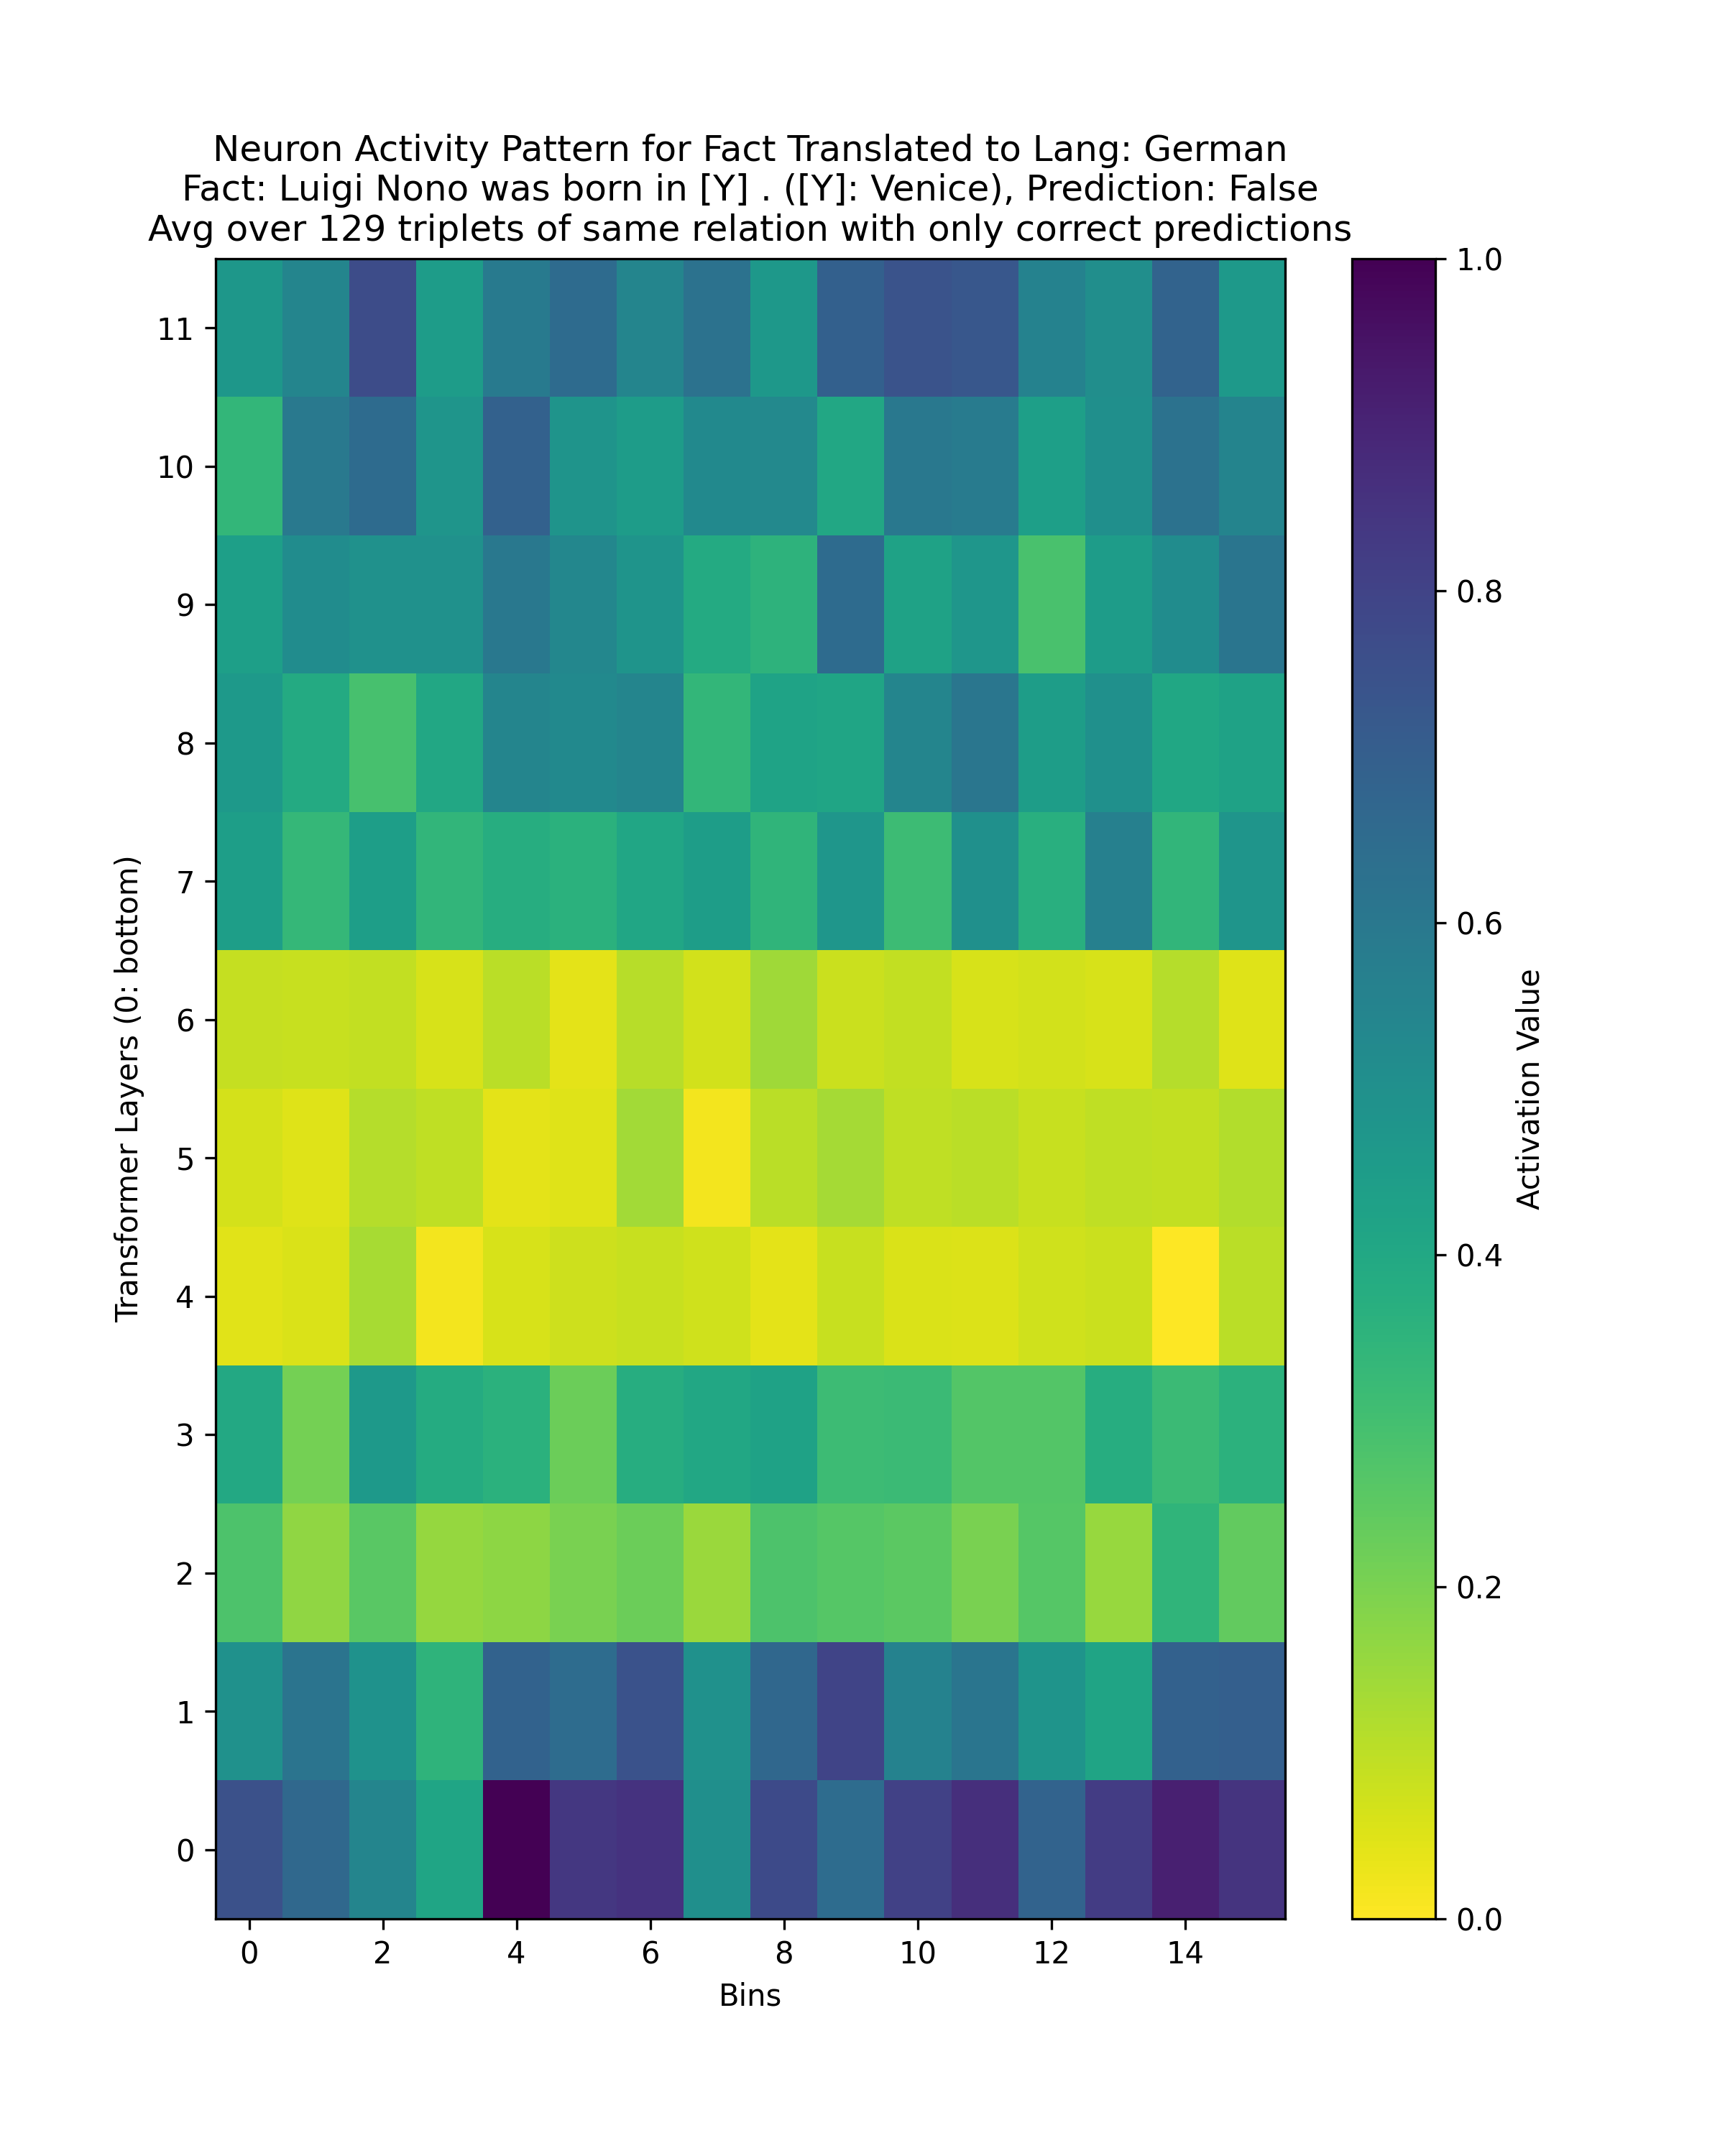 Neuron Activity Pattern for Fact Translated to Lang: German
Fact: Luigi Nono was born in [Y] . ([Y]: Venice), Prediction: False
Avg over 129 triplets of same relation with only correct predictions
Transformer Layers (0: bottom)
11
10
9
8
7
6
5
4
3
2
1
0
0 2 4 6 8 10 12 14
Bins
1.0
0.8
0.6
0.4
0.2
0.0
Activation Value